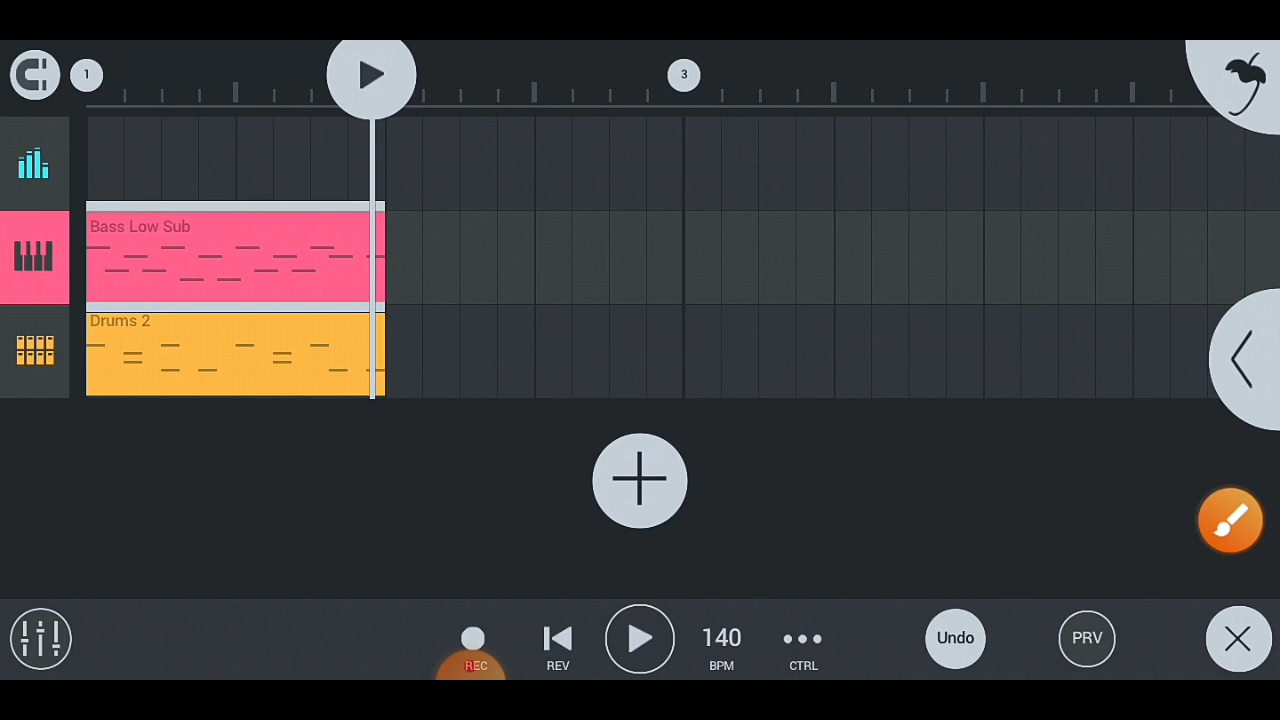 1
3
Bass Low Sub
Drums 2
REC
REV
140
BPM
CTRL
Undo
PRV